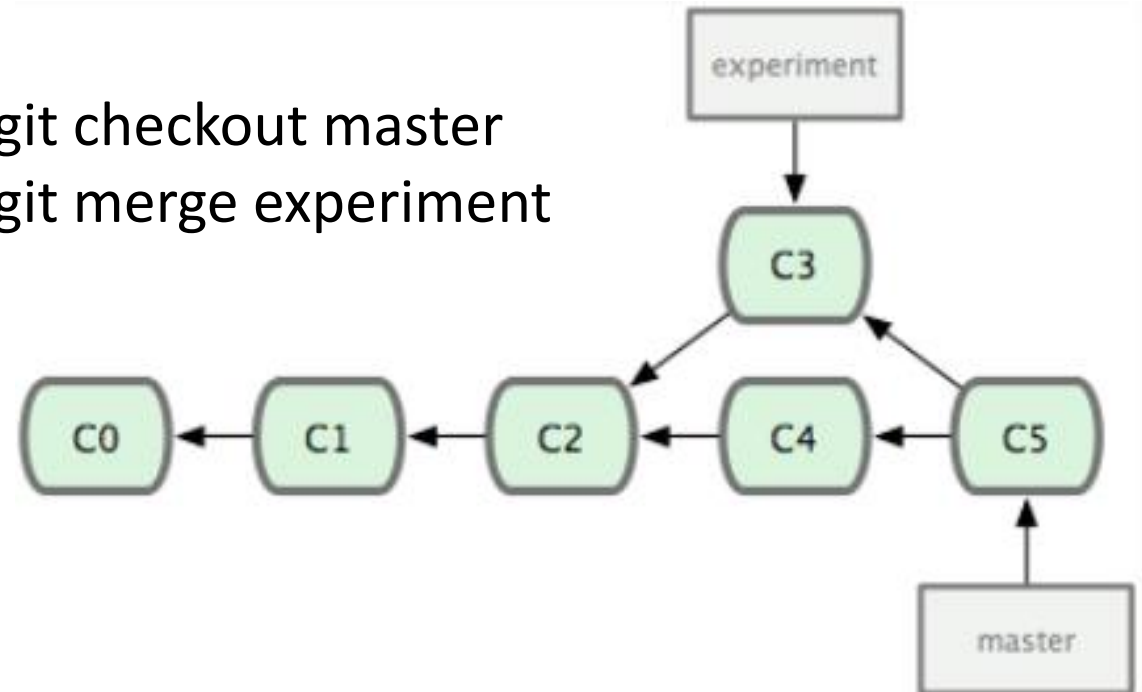 git checkout master
git merge experiment
experiment
C3
C0
C1
C2
C4
C5
master